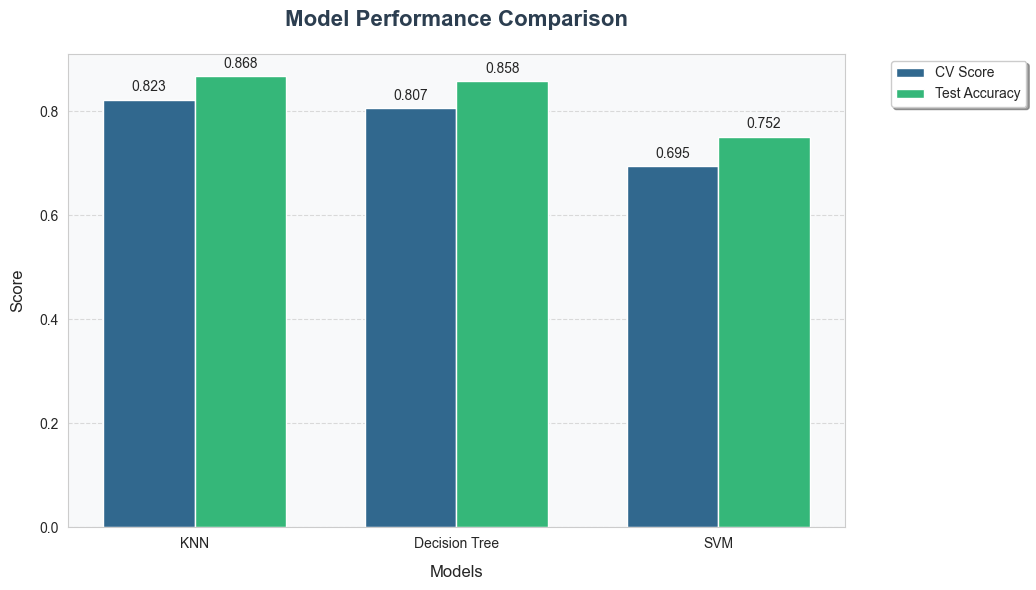 Model Performance Comparison
0.823
0.868
0.807
0.858
0.695
0.752
CV Score
Test Accuracy
Score
0.8
0.6
0.4
0.2
0.0
KNN
Decision Tree
SVM
Models